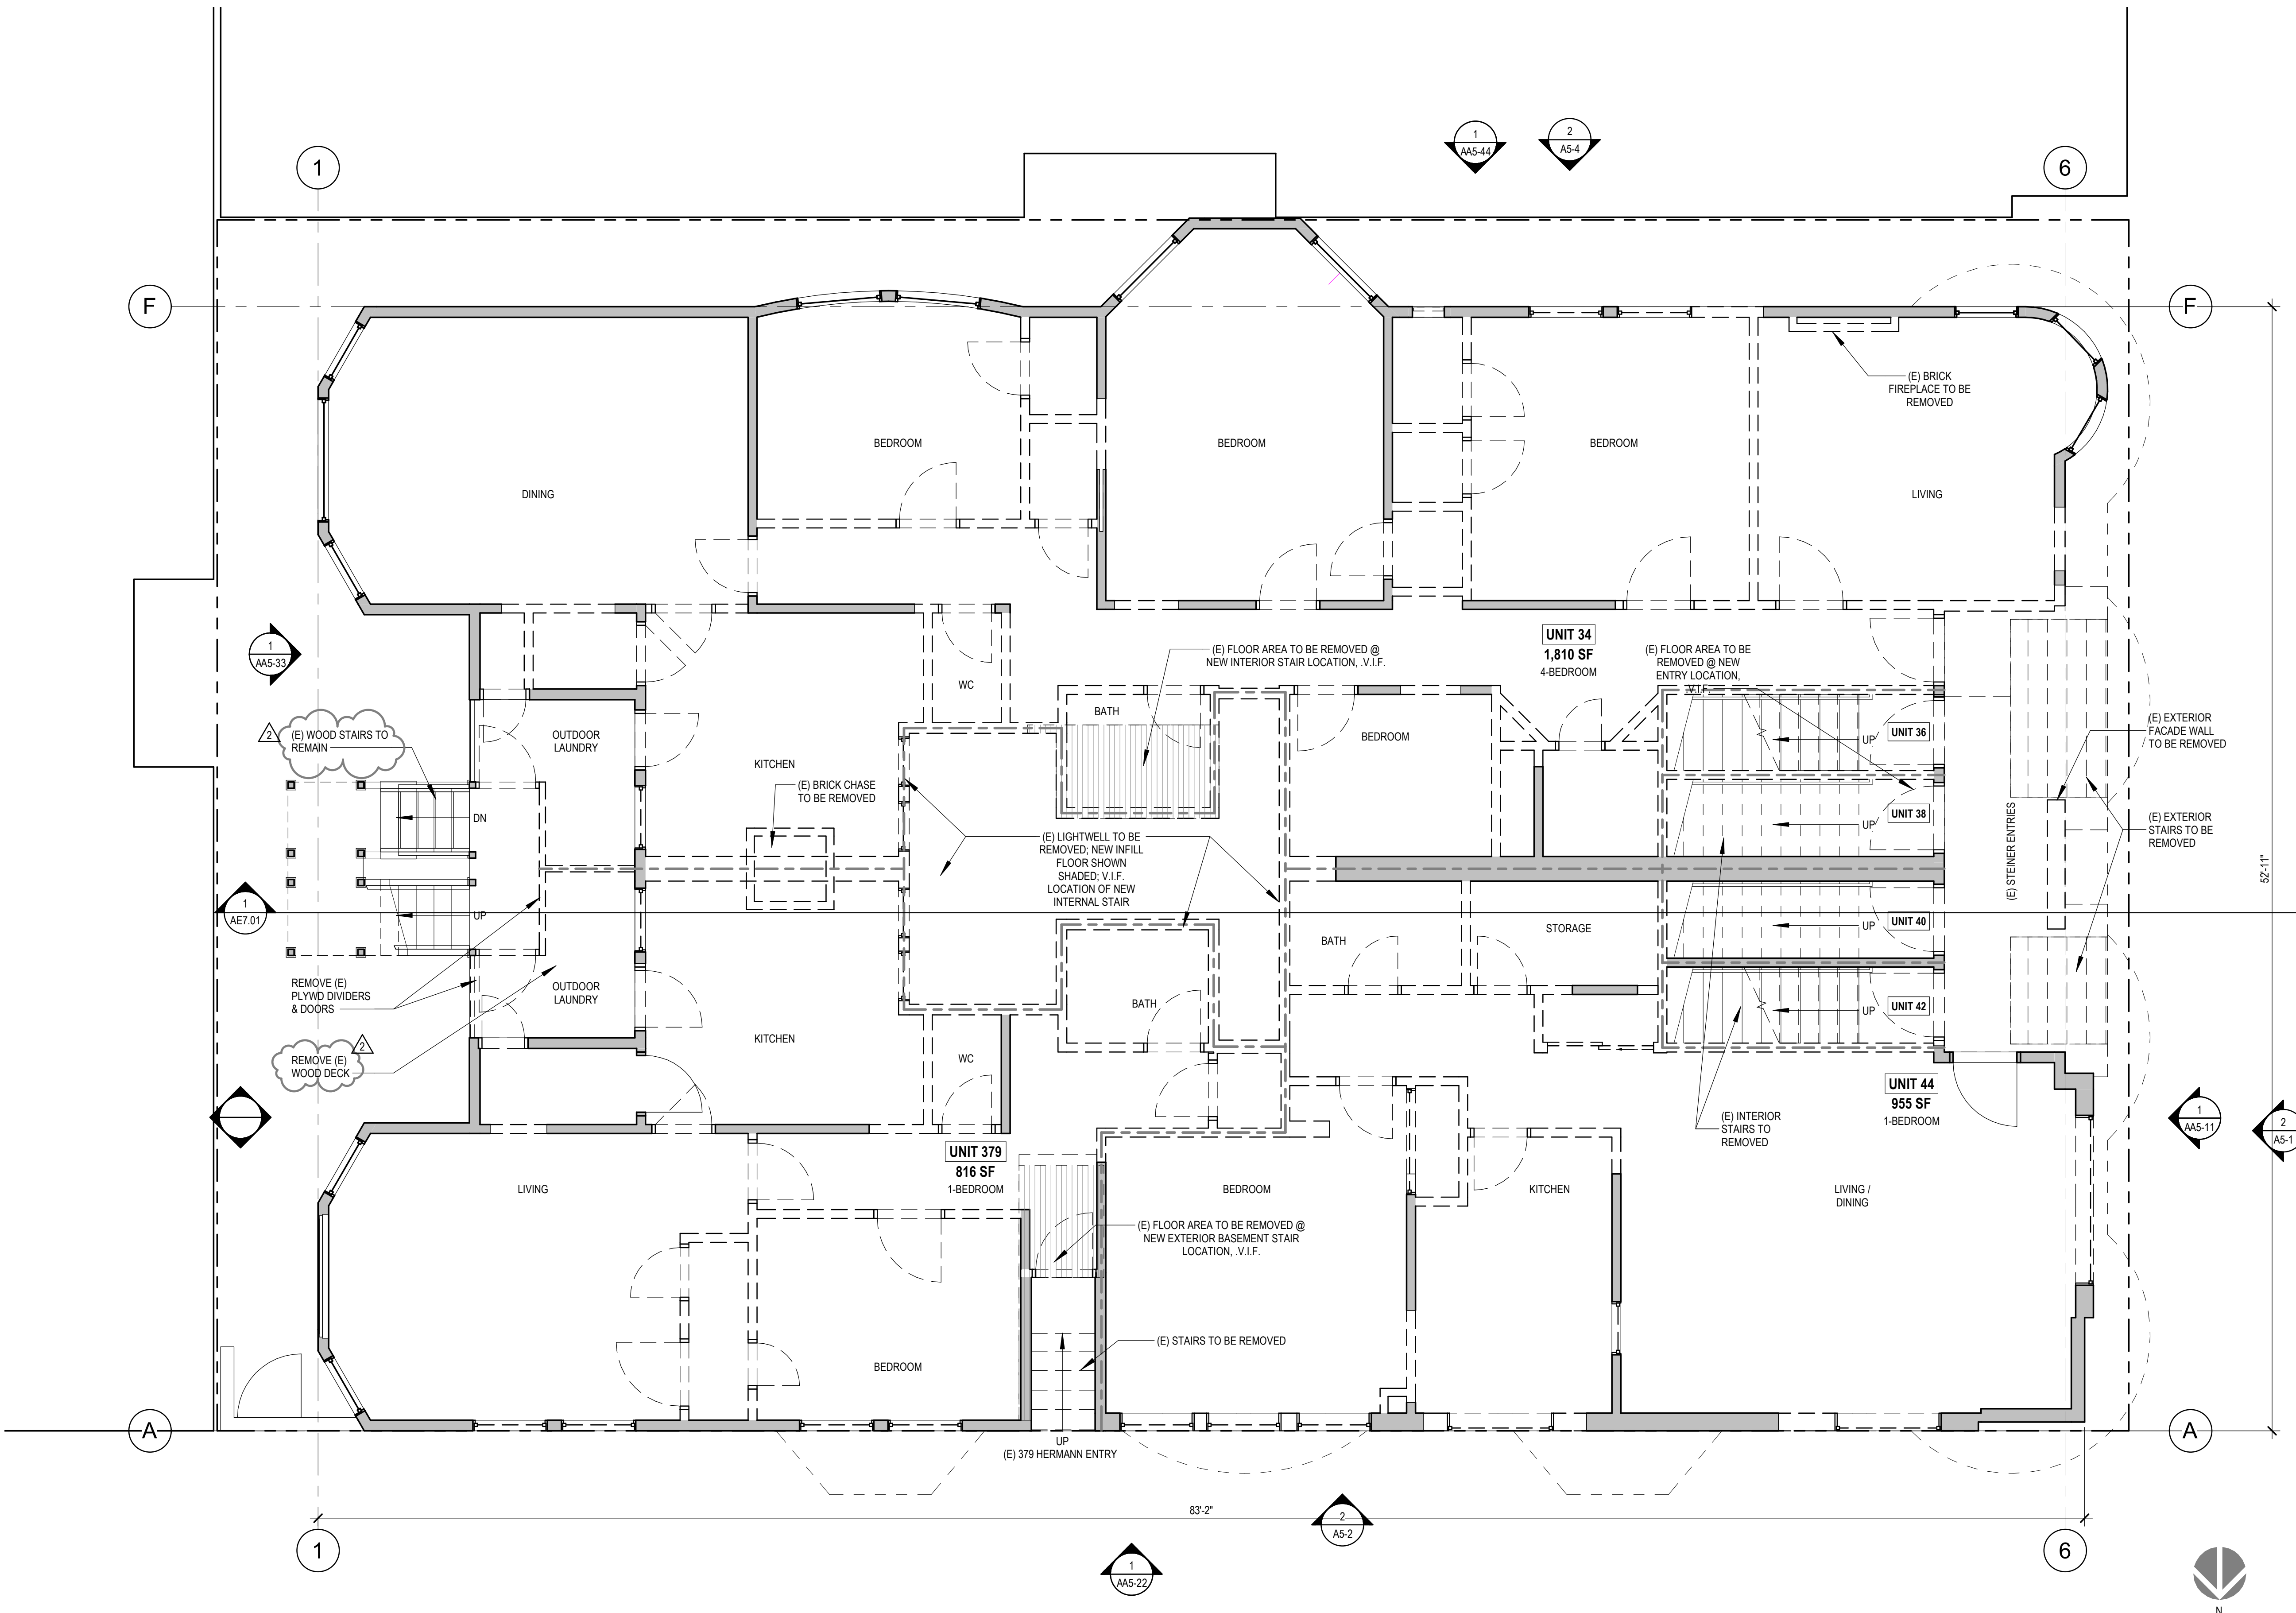 1
AA5-44
2
A5-4
1
6
F
F
(E) BRICK
FIREPLACE TO BE
REMOVED
BEDROOM
BEDROOM
BEDROOM
DINING
LIVING
1
AA5-33
(E) FLOOR AREA TO BE REMOVED @
NEW INTERIOR STAIR LOCATION, .V.I.F.
UNIT 34
1,810 SF
4-BEDROOM
(E) FLOOR AREA TO BE
REMOVED @ NEW
ENTRY LOCATION,
.V.I.F.
WC
BATH
2
(E) WOOD STAIRS TO
REMAIN
OUTDOOR
LAUNDRY
BEDROOM
UP
UNIT 36
(E) EXTERIOR
FACADE WALL
TO BE REMOVED
KITCHEN
(E) BRICK CHASE
TO BE REMOVED
DN
UP
UNIT 38
(E) EXTERIOR
STAIRS TO BE
REMOVED
(E) LIGHTWELL TO BE
REMOVED; NEW INFILL
FLOOR SHOWN
SHADED; V.I.F.
LOCATION OF NEW
INTERNAL STAIR
(E) STEINER ENTRIES
52'-11"
1
AE7.01
UP
BATH
STORAGE
UP
UNIT 40
REMOVE (E)
PLYWD DIVIDERS
& DOORS
OUTDOOR
LAUNDRY
BATH
UP
UNIT 42
2
REMOVE (E)
WOOD DECK
KITCHEN
WC
UNIT 44
955 SF
1-BEDROOM
(E) INTERIOR
STAIRS TO
REMOVED
1
AA5-11
2
A5-1
UNIT 379
816 SF
1-BEDROOM
LIVING
BEDROOM
KITCHEN
LIVING /
DINING
(E) FLOOR AREA TO BE REMOVED @
NEW EXTERIOR BASEMENT STAIR
LOCATION, .V.I.F.
(E) STAIRS TO BE REMOVED
BEDROOM
A
A
UP
(E) 379 HERMANN ENTRY
83'-2"
2
A5-2
1
6
1
AA5-22
N